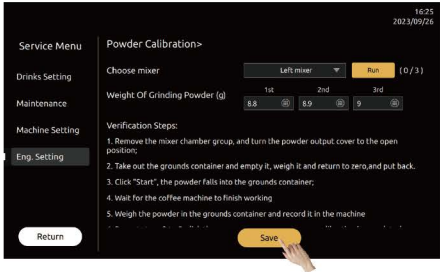 16:25
2023/09/26
Service Menu
Powder Calibration>
Drinks Setting
Choose mixer
Left mixer
Run
(0/3)
Maintenance
Weight Of Grinding Powder (g)
1st
2nd
3rd
8.8
8.9
9
Machine Setting
Verification Steps:
1. Remove the mixer chamber group, and turn the powder output cover to the open
position;
Eng. Setting
2. Take out the grounds container and empty it, weigh it and return to zero,and put back.
3. Click "Start", the powder falls into the grounds container;
4. Wait for the coffee machine to finish working
5. Weigh the powder in the grounds container and record it in the machine
Return
Save